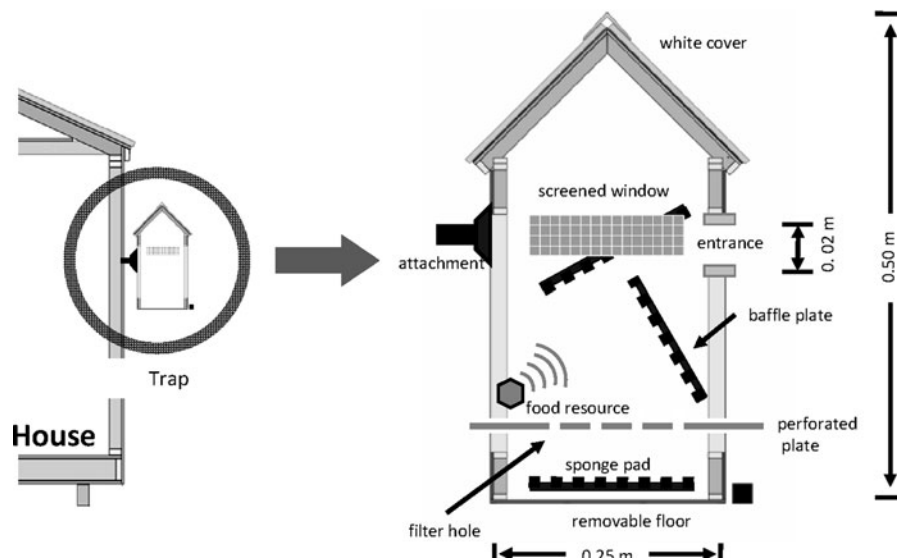 House
Trap
white cover
screened window
entrance
0. 02 m
0.50 m
attachment
baffle plate
food resource
perforated
plate
sponge pad
filter hole
removable floor
0.25 m